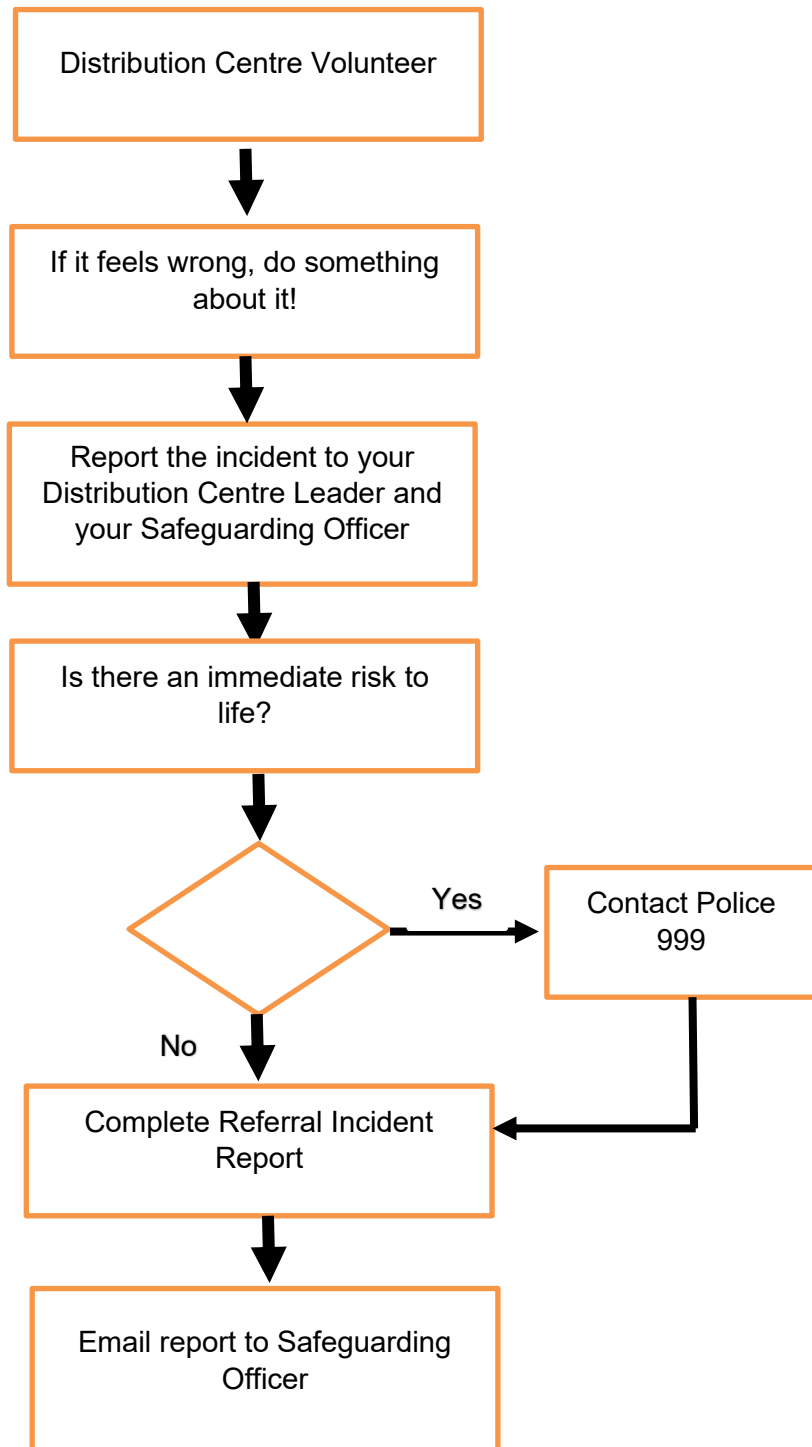 Distribution Centre Volunteer
If it feels wrong, do something
about it!
Report the incident to your
Distribution Centre Leader and
your Safeguarding Officer
Is there an immediate risk to
life?
Yes
Contact Police
999
No
Complete Referral Incident
Report
Email report to Safeguarding
Officer